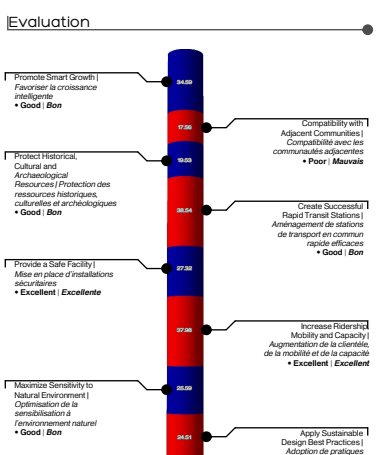 Evaluation
Promote Smart Growth |
Favoriser la croissance
intelligente
• Good | Bon
34.59
17.36
Compatibility with
Adjacent Communities |
Compatibilité avec les
communautés adjacentes
• Poor | Mauvais
Protect Historical,
Cultural and
Archaeological
Resources | Protection des
ressources historiques,
culturelles et archéologiques
• Good | Bon
19.53
38.54
Create Successful
Rapid Transit Stations |
Aménagement de stations
de transport en commun
rapide efficaces
• Good | Bon
Provide a Safe Facility |
Mise en place d'installations
sécuritaires
• Excellent | Excellente
27.32
37.98
Increase Ridership
Mobility and Capacity |
Augmentation de la clientèle,
de la mobilité et de la capacité
• Excellent | Excellent
Maximize Sensitivity to
Natural Environment |
Optimisation de la
sensibilisation à
l'environnement naturel
• Good | Bon
25.59
24.51
Apply Sustainable
Design Best Practices |
Adoption de pratiques